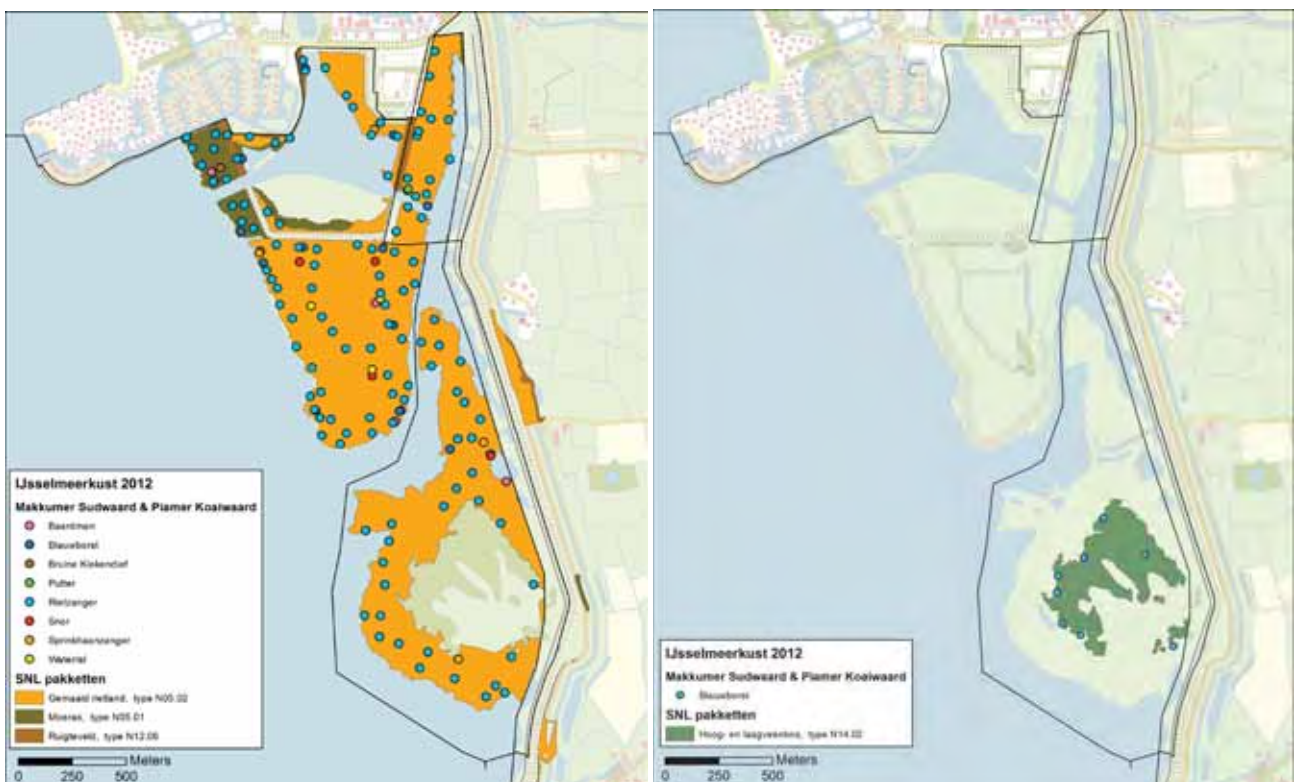 IJsselmeerkust 2012
Makkumer Sudwaard & Piamer Koaiwaard
Baardman
Blauwborst
Bruine Kiekendief
Putter
Rietzanger
Snor
Sprinkhaanzanger
Waterral
SNL pakketten
Gemaaid rietland, type N05.02
Moeras, type N05.01
Ruigteveld, type N12.06
Meters
0 250 500
IJsselmeerkust 2012
Makkumer Sudwaard & Piamer Koaiwaard
Blauwborst
SNL pakketten
Hoog- en laagveenbos, type N14.02
Meters
0 250 500